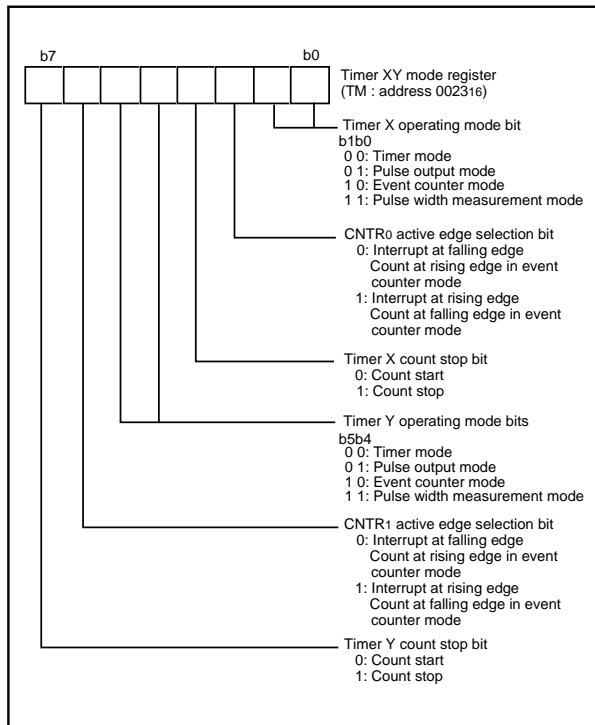 b7 b0
Timer XY mode register
(TM : address 002316)
Timer X operating mode bit
b1b0
0 0: Timer mode
0 1: Pulse output mode
1 0: Event counter mode
1 1: Pulse width measurement mode
CNTR0 active edge selection bit
0: Interrupt at falling edge
Count at rising edge in event
counter mode
1: Interrupt at rising edge
Count at falling edge in event
counter mode
Timer X count stop bit
0: Count start
1: Count stop
Timer Y operating mode bits
b5b4
0 0: Timer mode
0 1: Pulse output mode
1 0: Event counter mode
1 1: Pulse width measurement mode
CNTR1 active edge selection bit
0: Interrupt at falling edge
Count at rising edge in event
counter mode
1: Interrupt at rising edge
Count at falling edge in event
counter mode
Timer Y count stop bit
0: Count start
1: Count stop